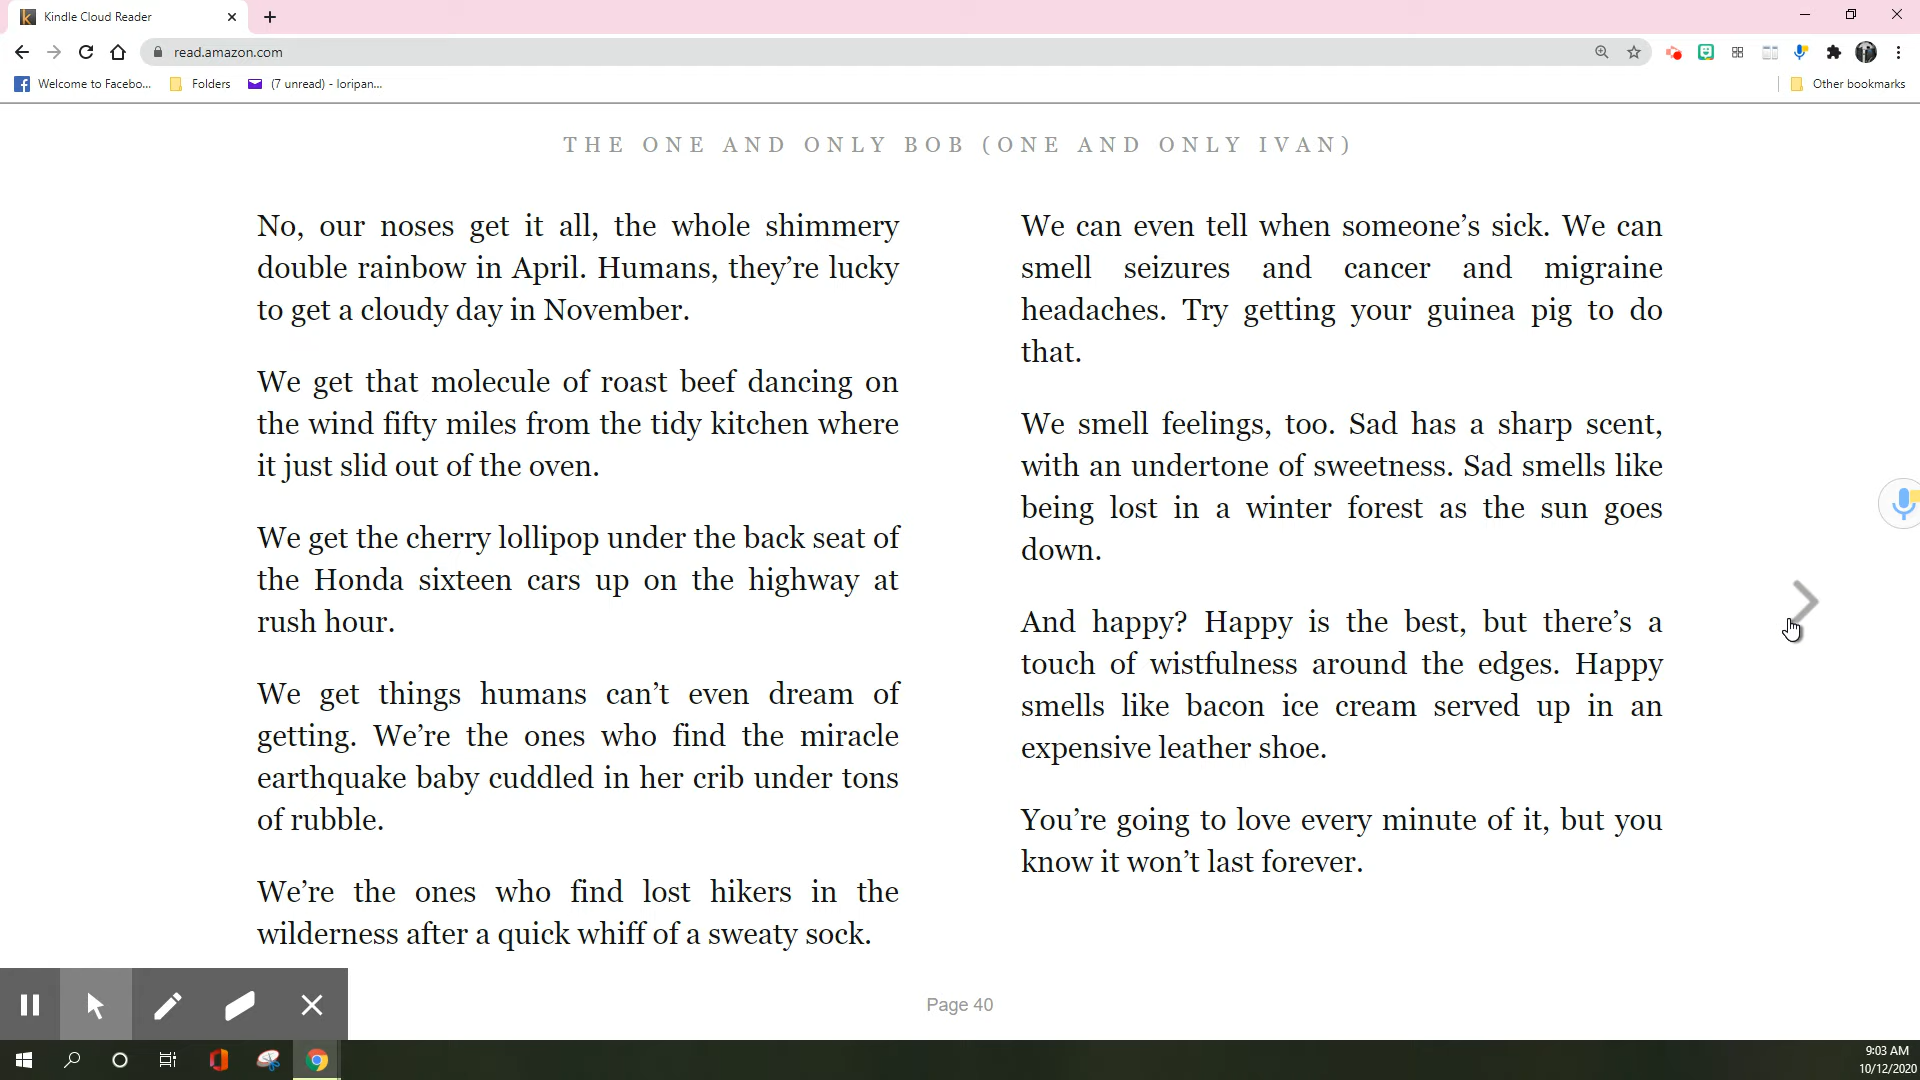 Kindle Cloud Reader
read.amazon.com
Welcome to Facebo...
Folders
(7 unread) - loripan...
Other bookmarks
THE ONE AND ONLY BOB (ONE AND ONLY IVAN)
No, our noses get it all, the whole shimmery
double rainbow in April. Humans, they’re lucky
to get a cloudy day in November.
We get that molecule of roast beef dancing on
the wind fifty miles from the tidy kitchen where
it just slid out of the oven.
We get the cherry lollipop under the back seat of
the Honda sixteen cars up on the highway at
rush hour.
We get things humans can’t even dream of
getting. We’re the ones who find the miracle
earthquake baby cuddled in her crib under tons
of rubble.
We’re the ones who find lost hikers in the
wilderness after a quick whiff of a sweaty sock.
We can even tell when someone’s sick. We can
smell seizures and cancer and migraine
headaches. Try getting your guinea pig to do
that.
We smell feelings, too. Sad has a sharp scent,
with an undertone of sweetness. Sad smells like
being lost in a winter forest as the sun goes
down.
And happy? Happy is the best, but there’s a
touch of wistfulness around the edges. Happy
smells like bacon ice cream served up in an
expensive leather shoe.
You’re going to love every minute of it, but you
know it won’t last forever.
Page 40
9:03 AM
10/12/2020